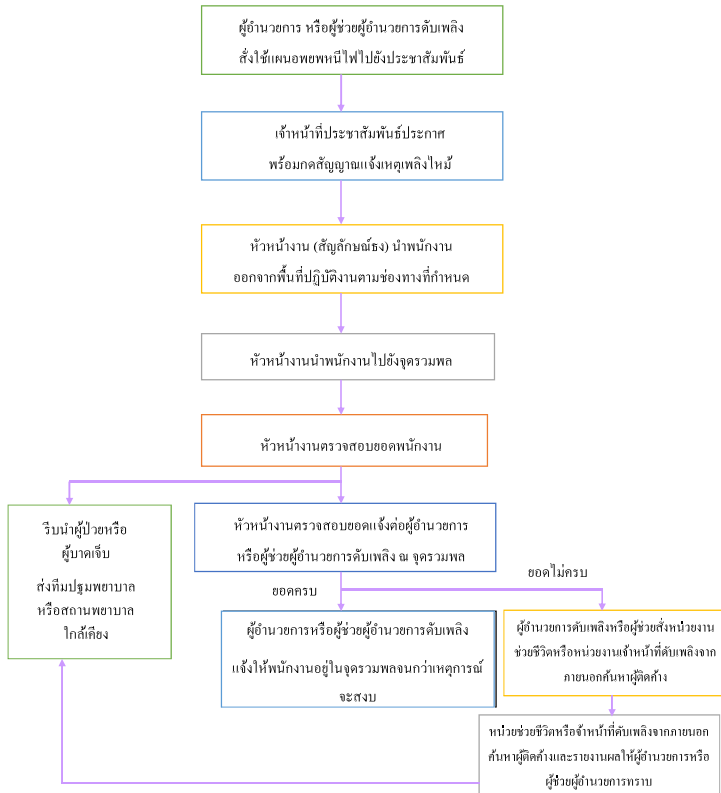 ผู้อำนวยการ หรือผู้ช่วยผู้อำนวยการดับเพลิง
สั่งใช้แผนอพยพหนีไฟไปยังประชาสัมพันธ์
เจ้าหน้าที่ประชาสัมพันธ์ประกาศ
พร้อมกดสัญญาณแจ้งเหตุเพลิงไหม้
หัวหน้างาน (สัญลักษณ์ธง) นำพนักงาน
ออกจากพื้นที่ปฏิบัติงานตามช่องทางที่กำหนด
หัวหน้างานนำพนักงานไปยังจุดรวมพล
หัวหน้างานตรวจสอบยอดพนักงาน
รีบนำผู้ป่วยหรือ
ผู้บาดเจ็บ
ส่งทีมปฐมพยาบาล
หรือสถานพยาบาล
ใกล้เคียง
หัวหน้างานตรวจสอบยอดแจ้งต่อผู้อำนวยการ
หรือผู้ช่วยผู้อำนวยการดับเพลิง ณ จุดรวมพล
ยอดครบ
ยอดไม่ครบ
ผู้อำนวยการหรือผู้ช่วยผู้อำนวยการดับเพลิง
แจ้งให้พนักงานอยู่ในจุดรวมพลจนกว่าเหตุการณ์
จะสงบ
ผู้อำนวยการดับเพลิงหรือผู้ช่วยสั่งหน่วยงาน
ช่วยชีวิตหรือหน่วยงานเจ้าหน้าที่ดับเพลิงจาก
ภายนอกค้นหาผู้ติดค้าง
หน่วยช่วยชีวิตหรือจ้าหน้าที่ดับเพลิงจากภายนอก
ค้นหาผู้ติดค้างและรายงานผลให้ผู้อำนวยการหรือ
ผู้ช่วยผู้อำนวยการทราบ